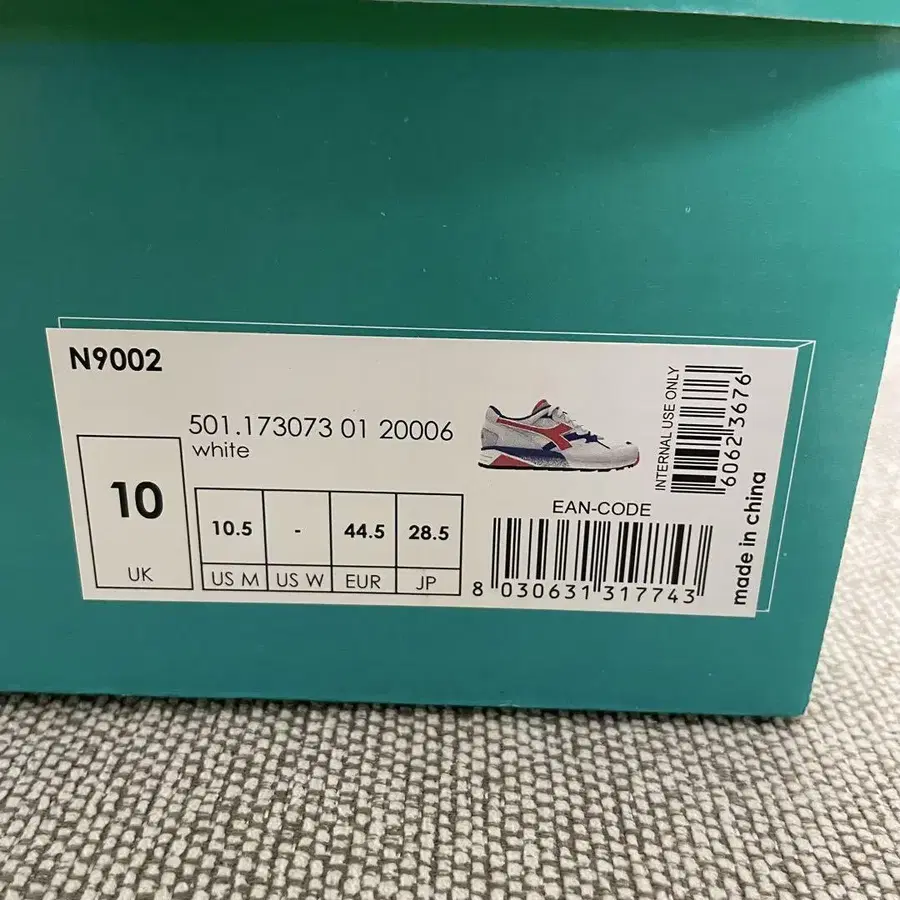 N9002
501.173073 01 20006
white
10
UK
10.5 - 44.5 28.5
US M US W EUR JP
INTERNAL USE ONLY
6062 3676
EAN-CODE
8 030631 317743
made in china